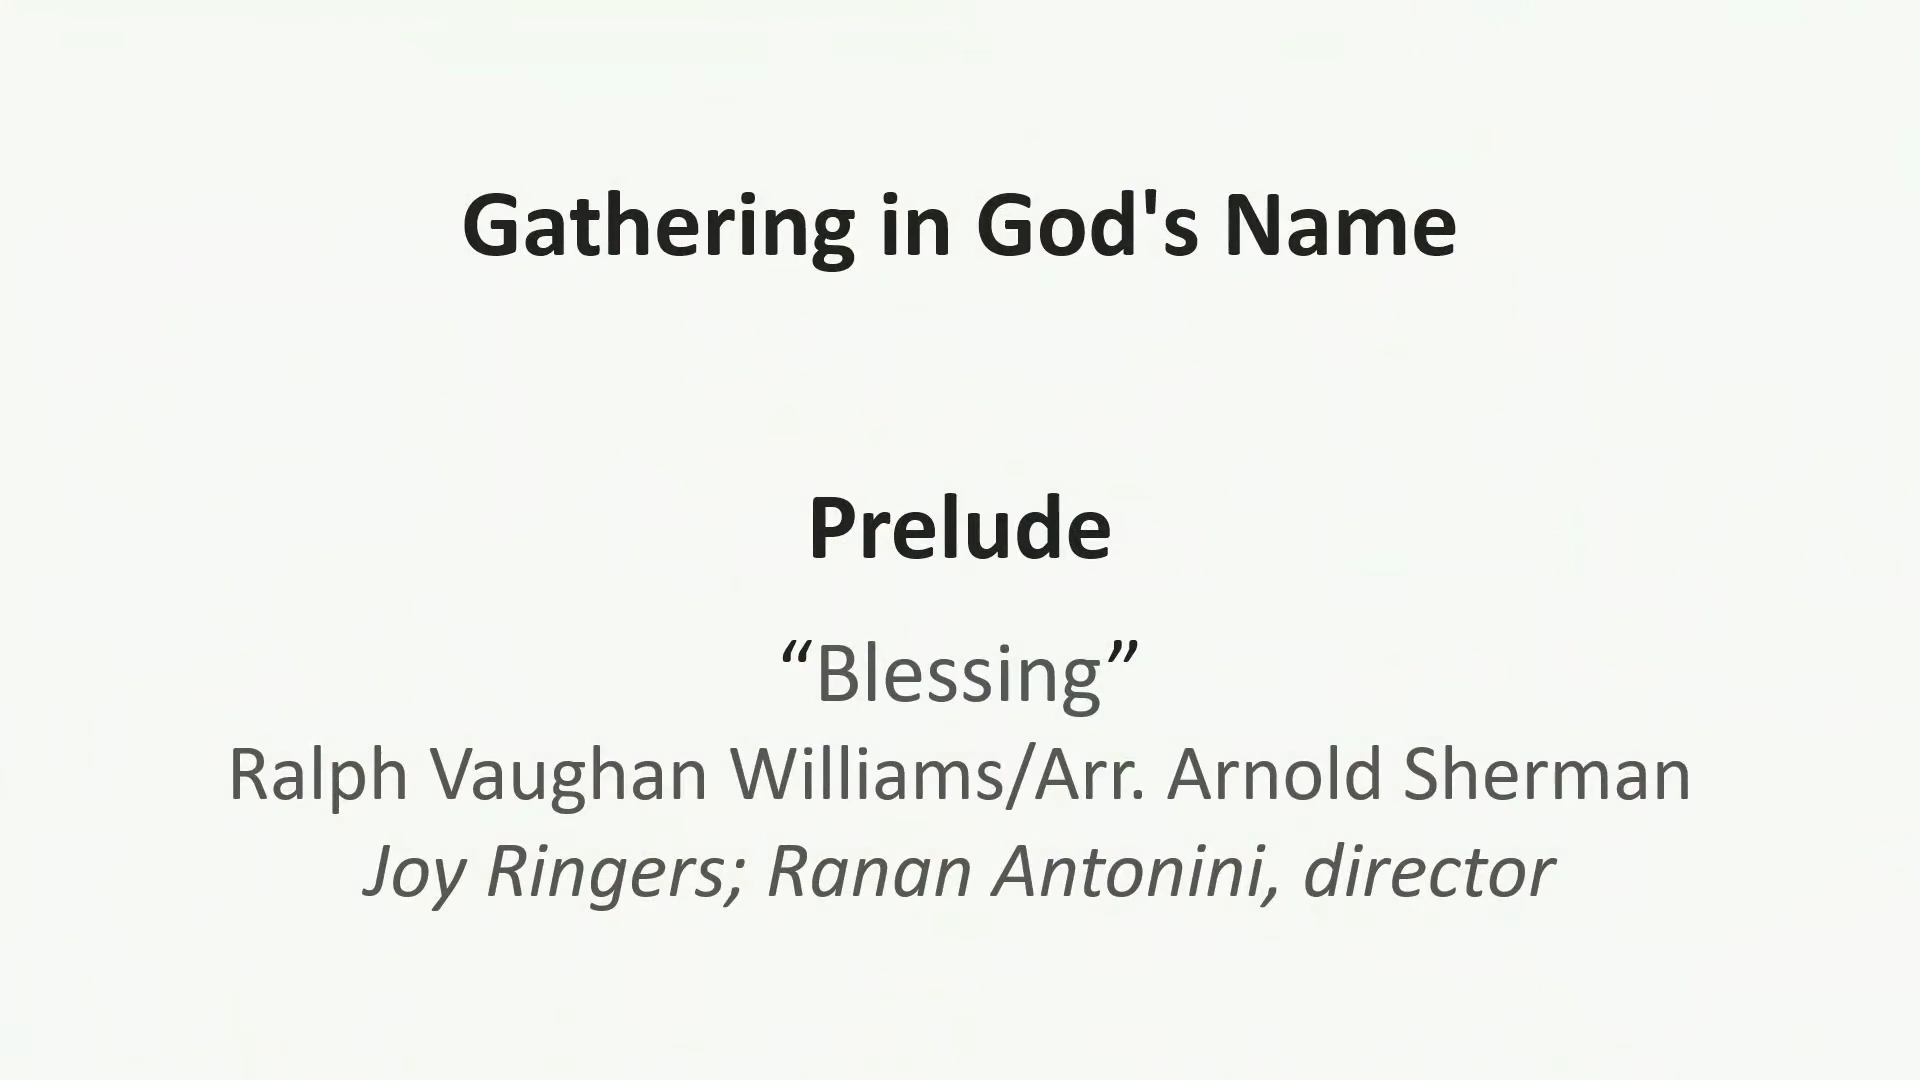 Gathering in God's Name
Prelude
“Blessing”
Ralph Vaughan Williams/Arr. Arnold Sherman
Joy Ringers; Ranan Antonini, director